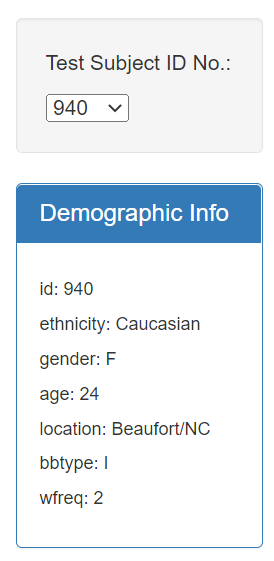 Test Subject ID No.:
940
Demographic Info
id: 940
ethnicity: Caucasian
gender: F
age: 24
location: Beaufort/NC
bbtype: I
wfreq: 2